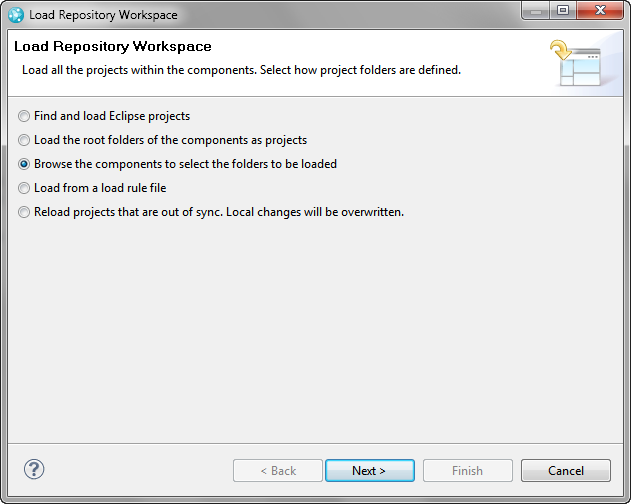 Load Repository Workspace
Load Repository Workspace
Load all the projects within the components. Select how project folders are defined.
Find and load Eclipse projects
Load the root folders of the components as projects
Browse the components to select the folders to be loaded
Load from a load rule file
Reload projects that are out of sync. Local changes will be overwritten.
? < Back Next > Finish Cancel